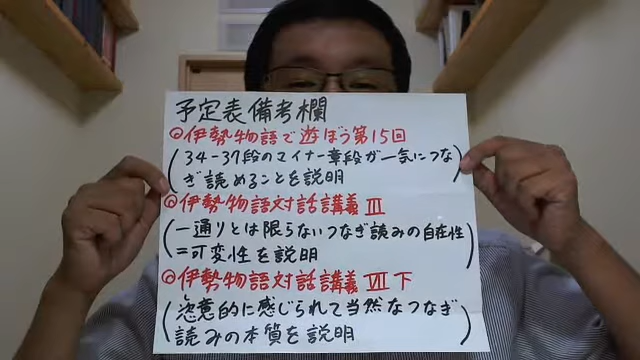 予定表備考欄
◎伊勢物語で遊ぼう第15回
(34-37段のマイナー章段が一気につな
ぎ読めることを説明)
◎伊勢物語対話講義Ⅲ
(一通りとは限らないつなぎ読みの自在性
=可変性を説明)
◎伊勢物語対話講義Ⅷ下
(恣意的に感じられて当然なつなぎ
読みの本質を説明)